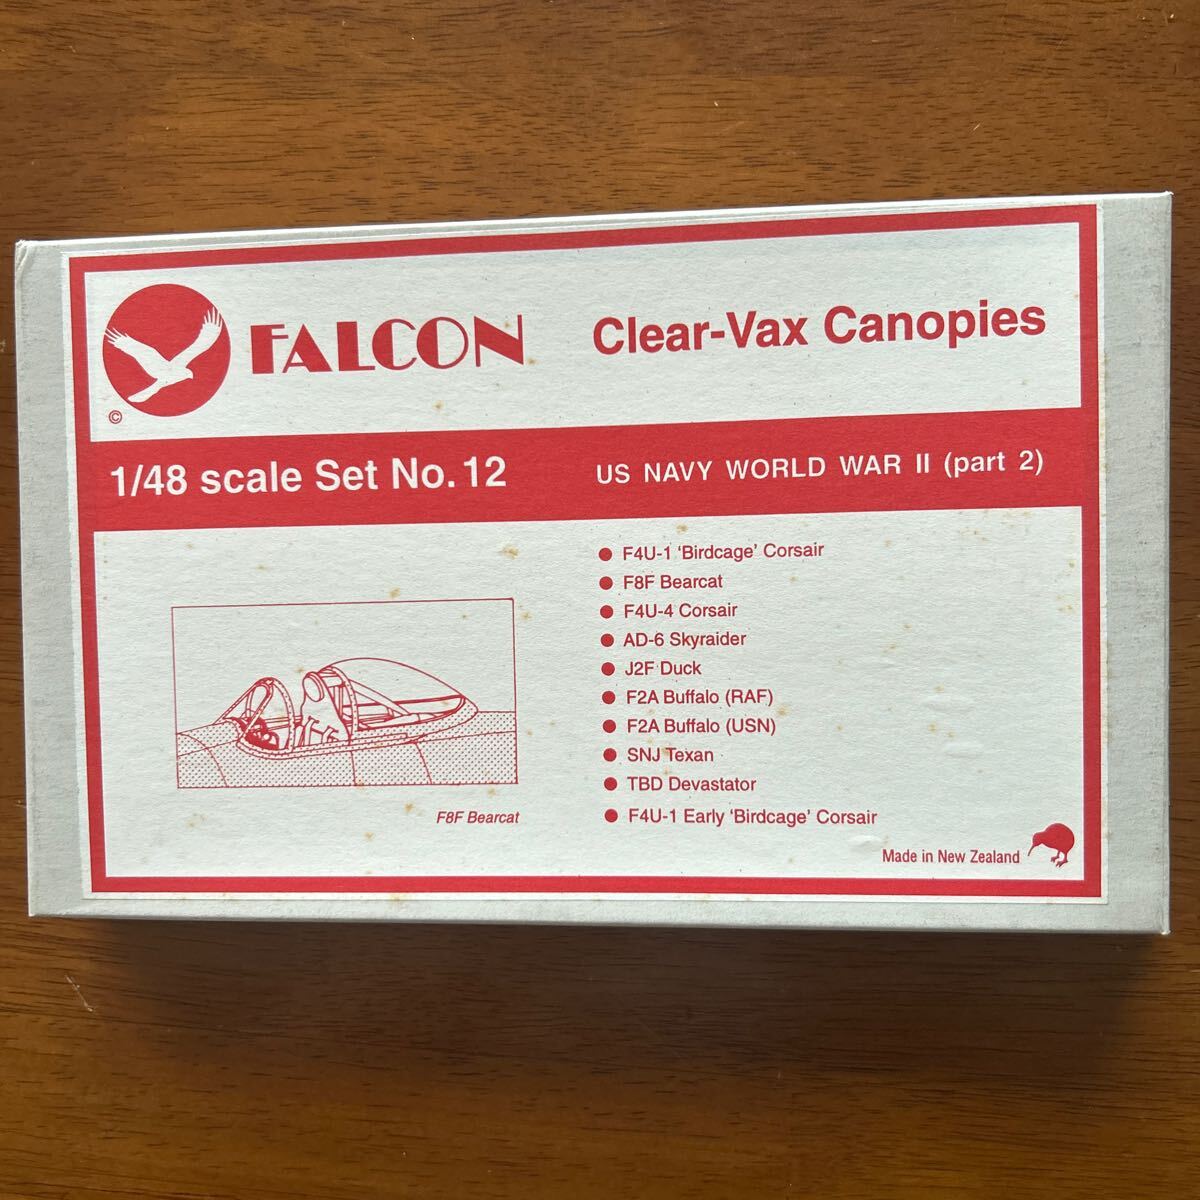 FALCON
Clear-Vax Canopies
©
1/48 scale Set No. 12
US NAVY WORLD WAR II (part 2)
● F4U-1 ‘Birdcage’ Corsair
● F8F Bearcat
● F4U-4 Corsair
● AD-6 Skyraider
● J2F Duck
● F2A Buffalo (RAF)
● F2A Buffalo (USN)
● SNJ Texan
● TBD Devastator
● F4U-1 Early ‘Birdcage’ Corsair
F8F Bearcat
Made in New Zealand